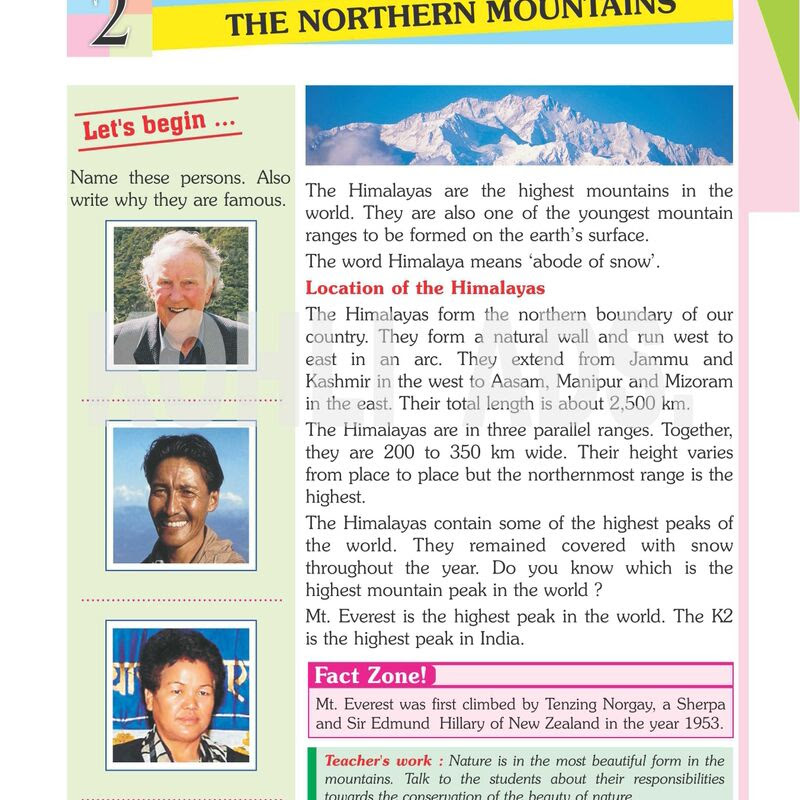 2
THE NORTHERN MOUNTAINS
Let's begin ...
Name these persons. Also
write why they are famous.
The Himalayas are the highest mountains in the
world. They are also one of the youngest mountain
ranges to be formed on the earth's surface.
The word Himalaya means 'abode of snow'.
Location of the Himalayas
The Himalayas form the northern boundary of our
country. They form a natural wall and run west to
east in an arc. They extend from Jammu and
Kashmir in the west to Aasam, Manipur and Mizoram
in the east. Their total length is about 2,500 km.
The Himalayas are in three parallel ranges. Together,
they are 200 to 350 km wide. Their height varies
from place to place but the northernmost range is the
highest.
The Himalayas contain some of the highest peaks of
the world. They remained covered with snow
throughout the year. Do you know which is the
highest mountain peak in the world ?
Mt. Everest is the highest peak in the world. The K2
is the highest peak in India.
Fact Zone!
Mt. Everest was first climbed by Tenzing Norgay, a Sherpa
and Sir Edmund Hillary of New Zealand in the year 1953.
Teacher's work : Nature is in the most beautiful form in the
mountains. Talk to the students about their responsibilities
towards the conservation of the beauty of nature.
KOHLI ADS.